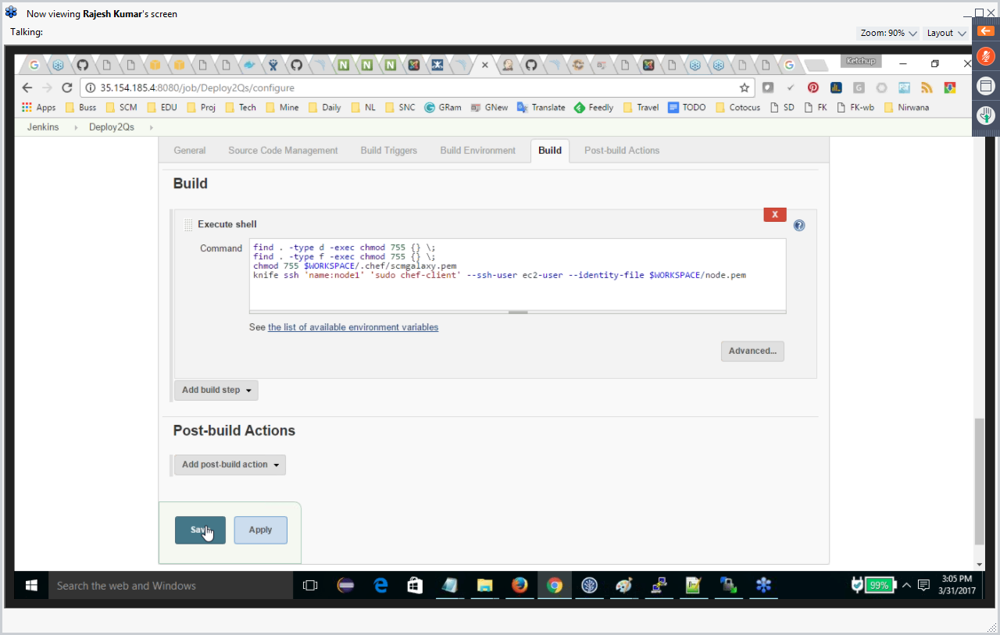 Now viewing Rajesh Kumar's screen
Talking:
Zoom: 90%
Layout
Ketchup
35.154.185.4:8080/job/Deploy2Qs/configure
Apps Buss SCM EDU Proj Tech Mine Daily NL SNC GRam GNew Translate Feedly Travel TODO Cotocus SD FK FK-wb Nirwana
Jenkins Deploy2Qs
General Source Code Management Build Triggers Build Environment Build Post-build Actions
Build
X
Execute shell
Command
find . -type d -exec chmod 755 {} \;
find . -type f -exec chmod 755 {} \;
chmod 755 $WORKSPACE/.chef/scmgalaxy.pem
knife ssh 'name:node1' 'sudo chef-client' --ssh-user ec2-user --identity-file $WORKSPACE/node.pem
See the list of available environment variables
Advanced...
Add build step
Post-build Actions
Add post-build action
Save Apply
Search the web and Windows
99%
3:05 PM
3/31/2017